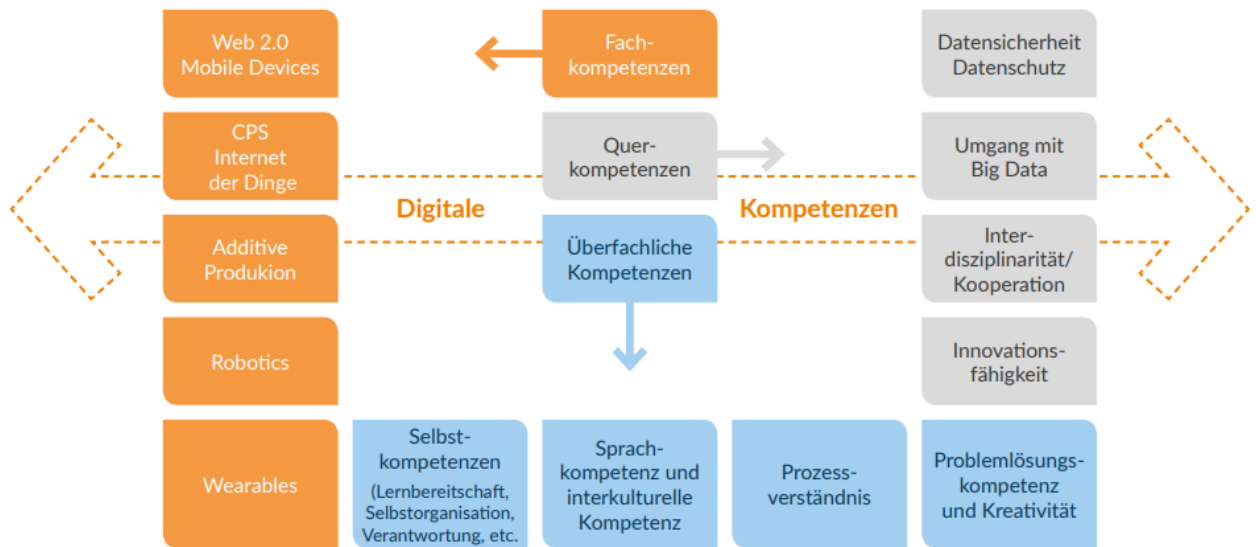 Web 2.0
Mobile Devices
Fach-
kompetenzen
Datensicherheit
Datenschutz
CPS
Internet
der Dinge
Quer-
kompetenzen
Umgang mit
Big Data
Digitale
Kompetenzen
Additive
Produkion
Überfachliche
Kompetenzen
Inter-
disziplinarität/
Kooperation
Robotics
Innovations-
fähigkeit
Wearables
Selbst-
kompetenzen
(Lernbereitschaft,
Selbstorganisation,
Verantwortung, etc.
Sprach-
kompetenz und
interkulturelle
Kompetenz
Prozess-
verständnis
Problemlösungs-
kompetenz
und Kreativität